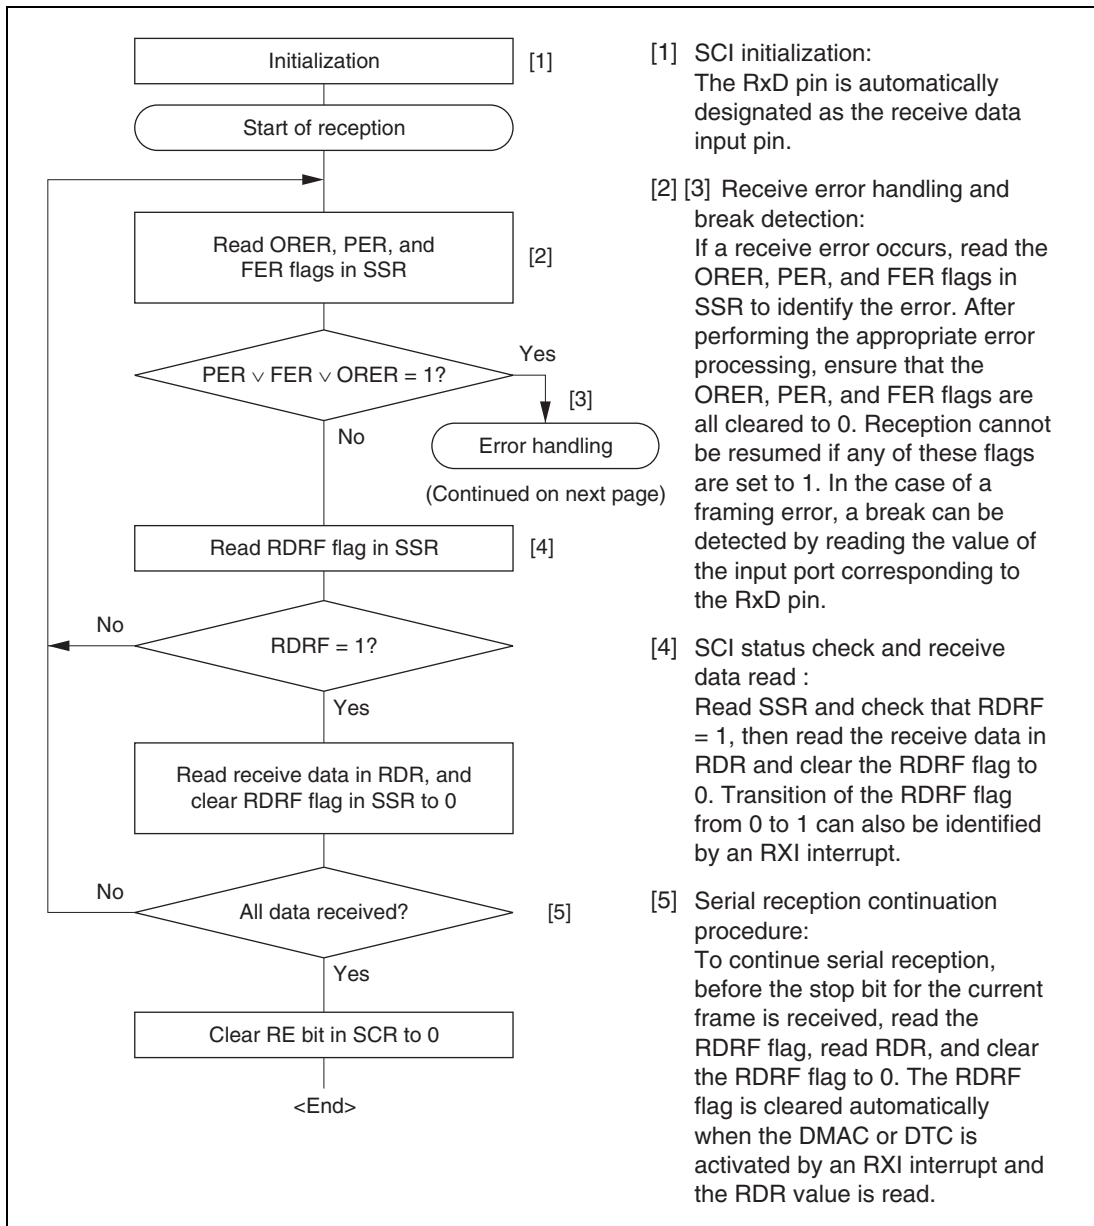 Initialization
[1]
Start of reception
Read ORER, PER, and
FER flags in SSR
[2]
PER ∨ FER ∨ ORER = 1?
Yes
[3]
No
Error handling
(Continued on next page)
Read RDRF flag in SSR
[4]
No
RDRF = 1?
Yes
Read receive data in RDR, and
clear RDRF flag in SSR to 0
No
All data received?
[5]
Yes
Clear RE bit in SCR to 0
<End>
[1] SCI initialization:
The RxD pin is automatically
designated as the receive data
input pin.
[2] [3] Receive error handling and
break detection:
If a receive error occurs, read the
ORER, PER, and FER flags in
SSR to identify the error. After
performing the appropriate error
processing, ensure that the
ORER, PER, and FER flags are
all cleared to 0. Reception cannot
be resumed if any of these flags
are set to 1. In the case of a
framing error, a break can be
detected by reading the value of
the input port corresponding to
the RxD pin.
[4] SCI status check and receive
data read :
Read SSR and check that RDRF
= 1, then read the receive data in
RDR and clear the RDRF flag to
0. Transition of the RDRF flag
from 0 to 1 can also be identified
by an RXI interrupt.
[5] Serial reception continuation
procedure:
To continue serial reception,
before the stop bit for the current
frame is received, read the
RDRF flag, read RDR, and clear
the RDRF flag to 0. The RDRF
flag is cleared automatically
when the DMAC or DTC is
activated by an RXI interrupt and
the RDR value is read.